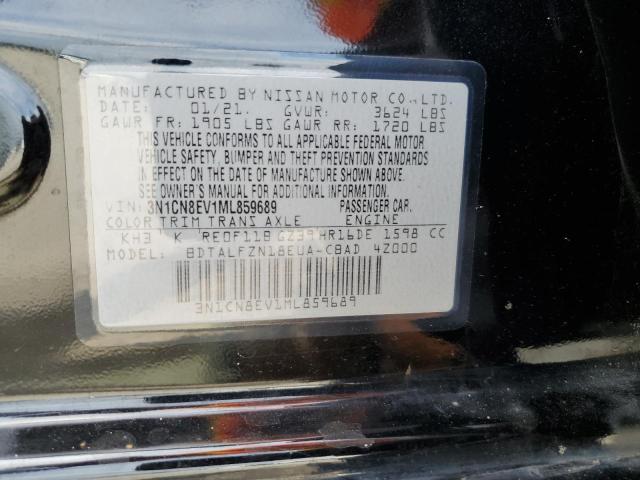 MANUFACTURED BY NISSAN MOTOR CO.,LTD.
DATE: 01/21. GVWR: 3624 LBS
GAWR FR: 1905 LBS GAWR RR: 1720 LBS
THIS VEHICLE CONFORMS TO ALL APPLICABLE FEDERAL MOTOR
VEHICLE SAFETY, BUMPER AND THEFT PREVENTION STANDARDS
IN EFFECT ON THE DATE OF MANUFACTURE SHOWN ABOVE.
SEE OWNER'S MANUAL FOR ADDITIONAL INFORMATION.
VIN: 3N1CN8EV1ML859689 PASSENGER CAR.
COLOR TRIM TRANS AXLE ENGINE
KH3 K RE0F11B GZ39 HR16DE 1598 CC
MODEL: BDTALFZN18EUA-CBAD 4Z000
3N1CN8EV1ML859689